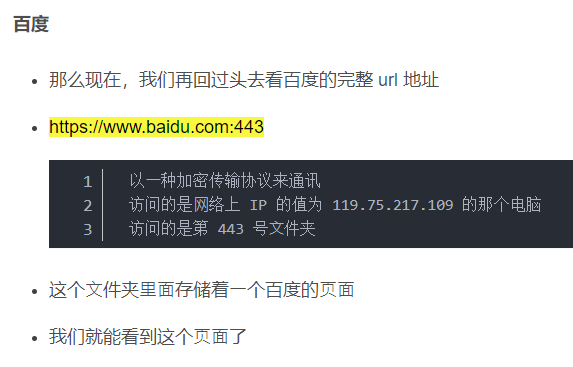 百度
那么现在，我们再回过头去看百度的完整 url 地址
https://www.baidu.com:443
1 以一种加密传输协议来通讯
2 访问的是网络上 IP 的值为 119.75.217.109 的那个电脑
3 访问的是第 443 号文件夹
这个文件夹里面存储着一个百度的页面
我们就能看到这个页面了